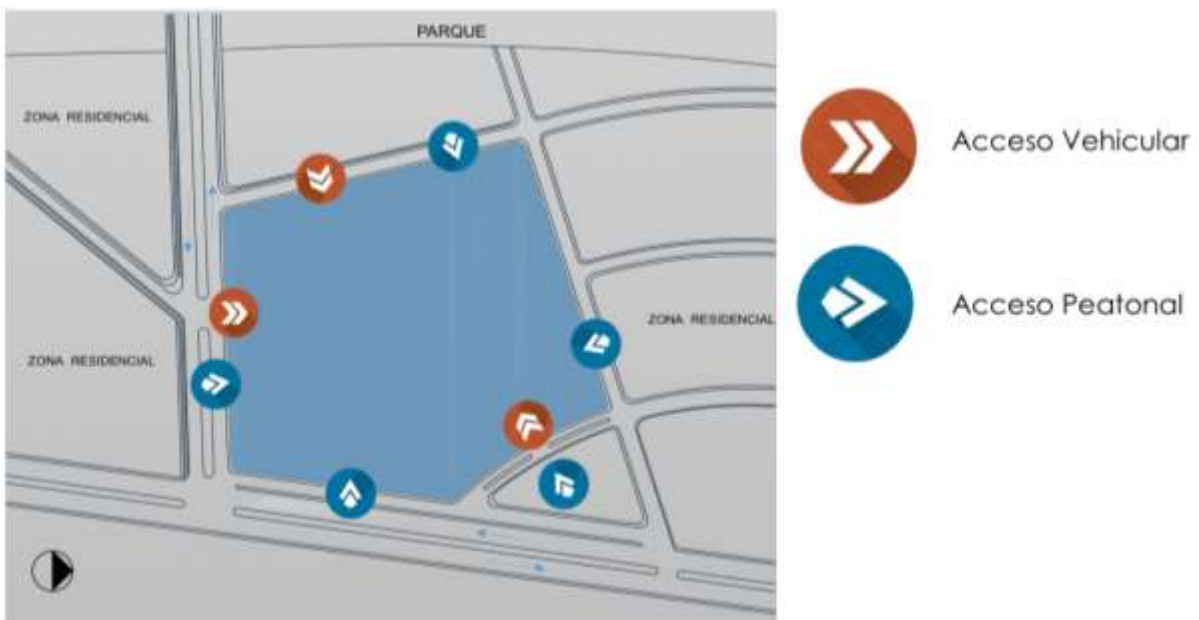 PARQUE
ZONA RESIDENCIAL
Acceso Vehicular
Acceso Peatonal
ZONA RESIDENCIAL
ZONA RESIDENCIAL